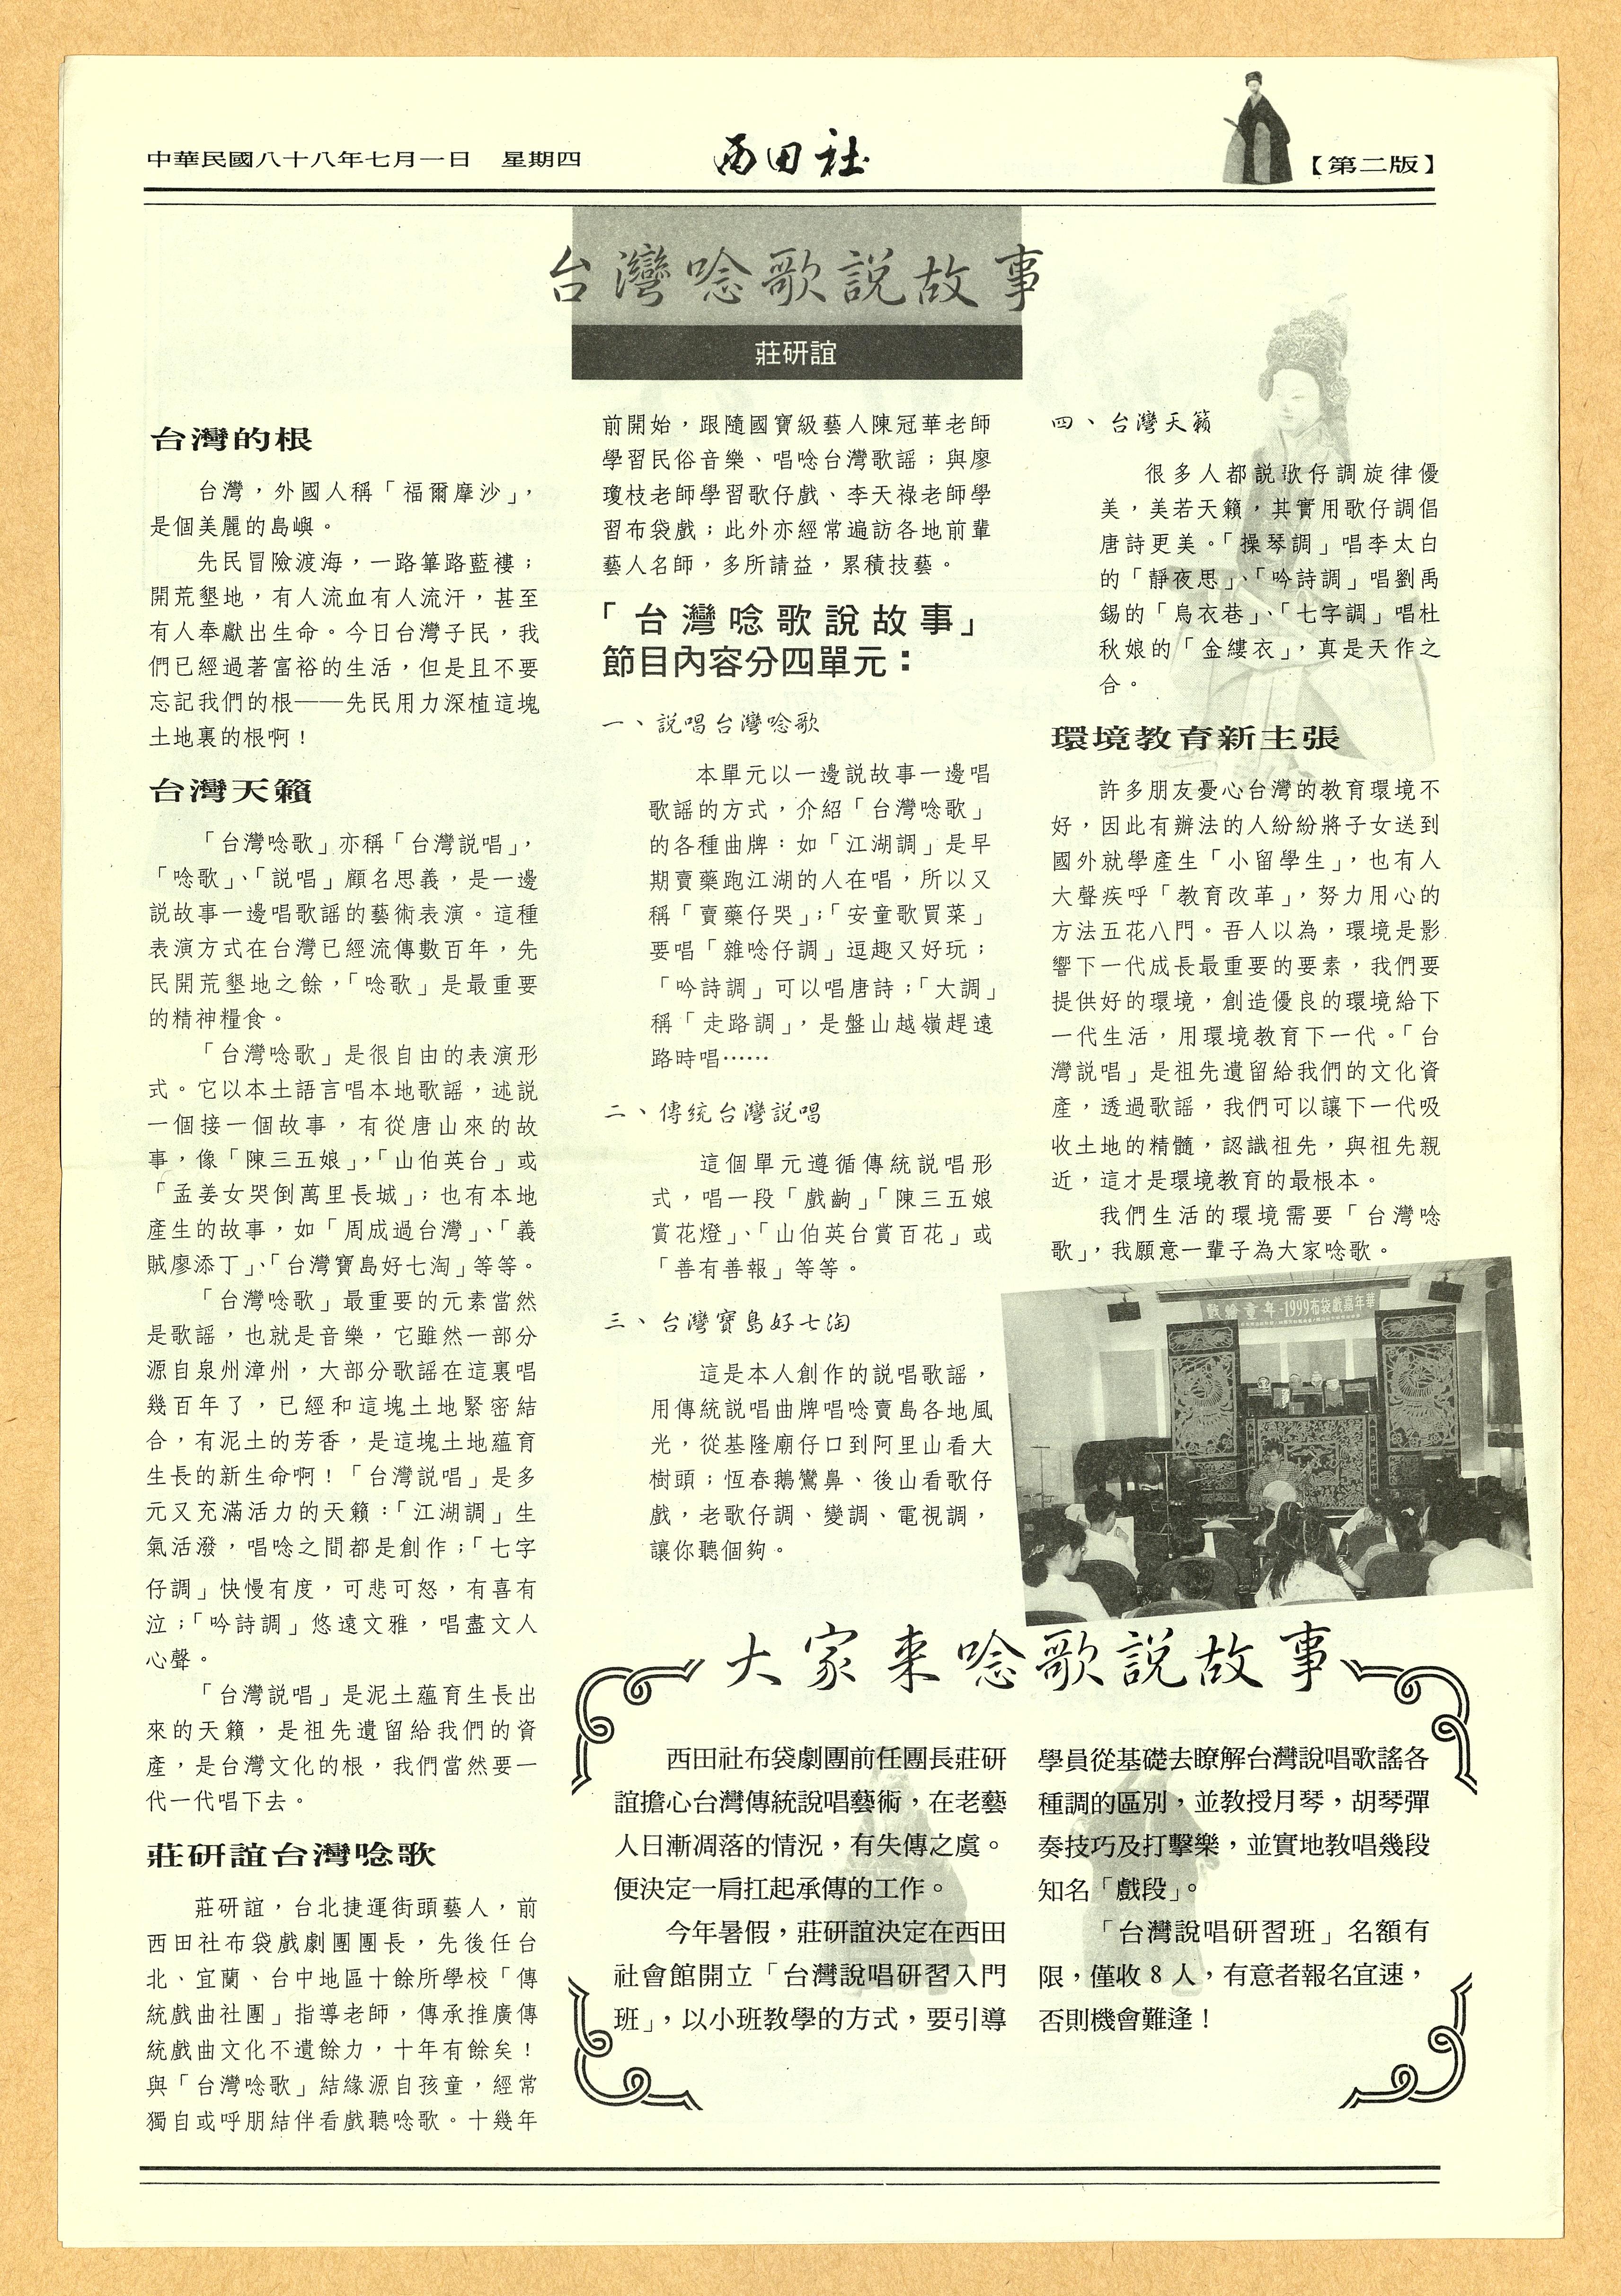 中華民國八十八年七月一日　星期四
西田社
【第二版】
台灣唸歌說故事
莊研誼
台灣的根
台灣，外國人稱「福爾摩沙」，
是個美麗的島嶼。
先民冒險渡海，一路篳路藍褸；
開荒墾地，有人流血有人流汗，甚至
有人奉獻出生命。今日台灣子民，我
們已經過著富裕的生活，但是且不要
忘記我們的根——先民用力深植這塊
土地裏的根啊！
台灣天籟
「台灣唸歌」亦稱「台灣說唱」，
「唸歌」、「說唱」顧名思義，是一邊
說故事一邊唱歌謠的藝術表演。這種
表演方式在台灣已經流傳數百年，先
民開荒墾地之餘，「唸歌」是最重要
的精神糧食。
「台灣唸歌」是很自由的表演形
式。它以本土語言唱本地歌謠，述說
一個接一個故事，有從唐山來的故
事，像「陳三五娘」，「山伯英台」或
「孟姜女哭倒萬里長城」；也有本地
產生的故事，如「周成過台灣」、「義
賊廖添丁」、「台灣寶島好七淘」等等。
「台灣唸歌」最重要的元素當然
是歌謠，也就是音樂，它雖然一部分
源自泉州漳州，大部分歌謠在這裏唱
幾百年了，已經和這塊土地緊密結
合，有泥土的芳香，是這塊土地蘊育
生長的新生命啊！「台灣說唱」是多
元又充滿活力的天籟：「江湖調」生
氣活潑，唱唸之間都是創作；「七字
仔調」快慢有度，可悲可怒，有喜有
泣；「吟詩調」悠遠文雅，唱盡文人
心聲。
「台灣說唱」是泥土蘊育生長出
來的天籟，是祖先遺留給我們的資
產，是台灣文化的根，我們當然要一
代一代唱下去。
莊研誼台灣唸歌
莊研誼，台北捷運街頭藝人，前
西田社布袋戲劇團團長，先後任台
北、宜蘭、台中地區十餘所學校「傳
統戲曲社團」指導老師，傳承推廣傳
統戲曲文化不遺餘力，十年有餘矣！
與「台灣唸歌」結緣源自孩童，經常
獨自或呼朋結伴看戲聽唸歌。十幾年
前開始，跟隨國寶級藝人陳冠華老師
學習民俗音樂、唱唸台灣歌謠；與廖
瓊枝老師學習歌仔戲、李天祿老師學
習布袋戲；此外亦經常遍訪各地前輩
藝人名師，多所請益，累積技藝。
「台灣唸歌說故事」
節目內容分四單元：
一、說唱台灣唸歌
本單元以一邊說故事一邊唱
歌謠的方式，介紹「台灣唸歌」
的各種曲牌：如「江湖調」是早
期賣藥跑江湖的人在唱，所以又
稱「賣藥仔哭」；「安童歌買菜」
要唱「雜唸仔調」逗趣又好玩；
「吟詩調」可以唱唐詩；「大調」
稱「走路調」，是盤山越嶺趕遠
路時唱……
二、傳統台灣說唱
這個單元遵循傳統說唱形
式，唱一段「戲齣」「陳三五娘
賞花燈」、「山伯英台賞百花」或
「善有善報」等等。
三、台灣寶島好七淘
這是本人創作的說唱歌謠，
用傳統說唱曲牌唱唸賣島各地風
光，從基隆廟仔口到阿里山看大
樹頭；恆春鵝鸞鼻、後山看歌仔
戲，老歌仔調、變調、電視調，
讓你聽個夠。
四、台灣天籟
很多人都說歌仔調旋律優
美，美若天籟，其實用歌仔調倡
唐詩更美。「操琴調」唱李太白
的「靜夜思」、「吟詩調」唱劉禹
錫的「烏衣巷」、「七字調」唱杜
秋娘的「金縷衣」，真是天作之
合。
環境教育新主張
許多朋友憂心台灣的教育環境不
好，因此有辦法的人紛紛將子女送到
國外就學產生「小留學生」，也有人
大聲疾呼「教育改革」，努力用心的
方法五花八門。吾人以為，環境是影
響下一代成長最重要的要素，我們要
提供好的環境，創造優良的環境給下
一代生活，用環境教育下一代。「台
灣說唱」是祖先遺留給我們的文化資
產，透過歌謠，我們可以讓下一代吸
收土地的精髓，認識祖先，與祖先親
近，這才是環境教育的最根本。
我們生活的環境需要「台灣唸
歌」，我願意一輩子為大家唸歌。
童年-1999布袋戲嘉年華
大家來唸歌說故事
西田社布袋劇團前任團長莊研
誼擔心台灣傳統說唱藝術，在老藝
人日漸凋落的情況，有失傳之虞。
便決定一肩扛起承傳的工作。
今年暑假，莊研誼決定在西田
社會館開立「台灣說唱研習入門
班」，以小班教學的方式，要引導
學員從基礎去瞭解台灣說唱歌謠各
種調的區別，並教授月琴，胡琴彈
奏技巧及打擊樂，並實地教唱幾段
知名「戲段」。
「台灣說唱研習班」名額有
限，僅收 8 人，有意者報名宜速，
否則機會難逢！